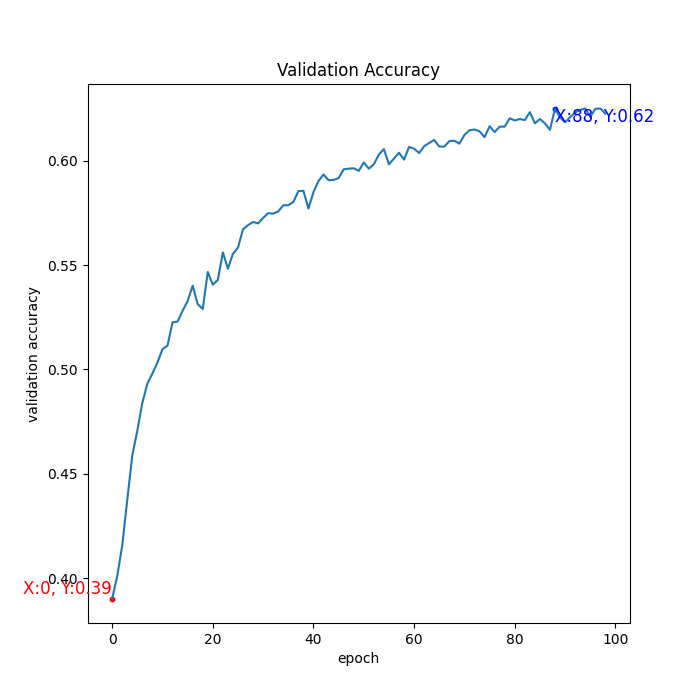 Validation Accuracy
X:88, Y:0.62
0.60
0.55
0.50
0.45
0.40
X:0, Y:0.39
validation accuracy
0 20 40 60 80 100
epoch